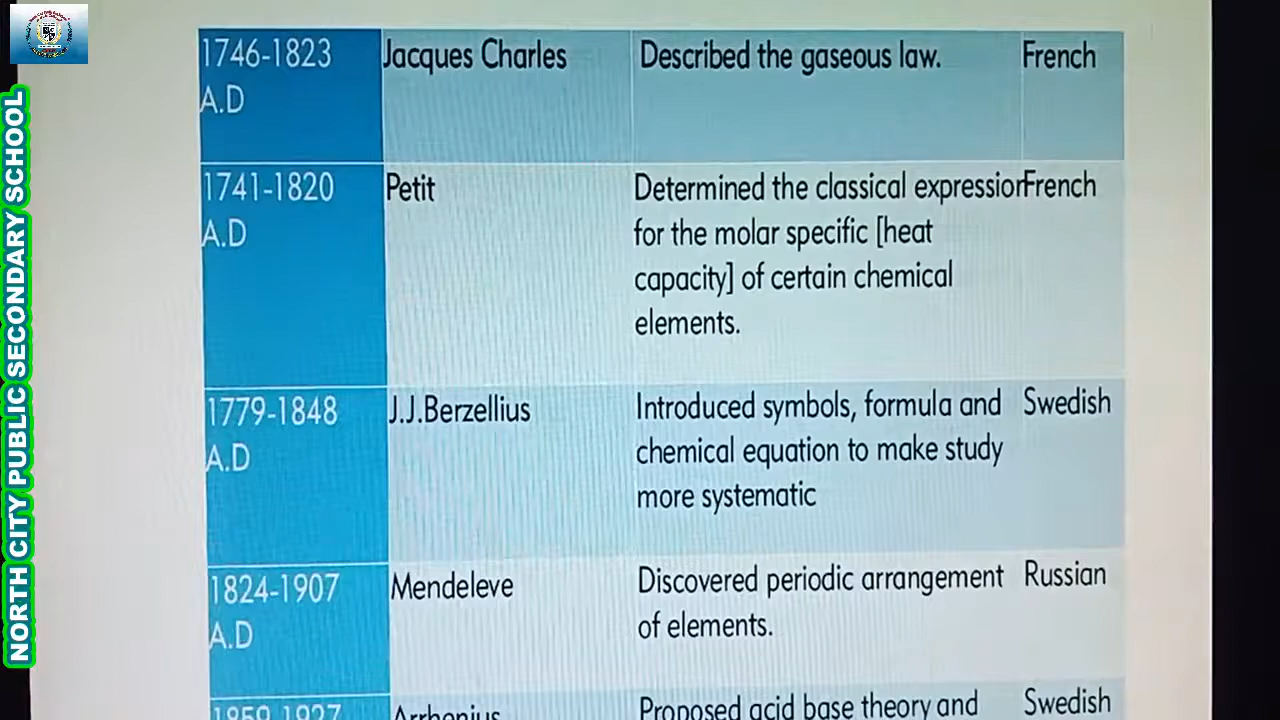 NORTH CITY PUBLIC SECONDARY SCHOOL
1746-1823 Jacques Charles Described the gaseous law. French
A.D
1741-1820 Petit Determined the classical expression French
A.D for the molar specific [heat
capacity] of certain chemical
elements.
1779-1848 J.J.Berzellius Introduced symbols, formula and Swedish
A.D chemical equation to make study
more systematic
1824-1907 Mendeleve Discovered periodic arrangement Russian
A.D of elements.
1859-1927 Arrhenius Proposed acid base theory and Swedish